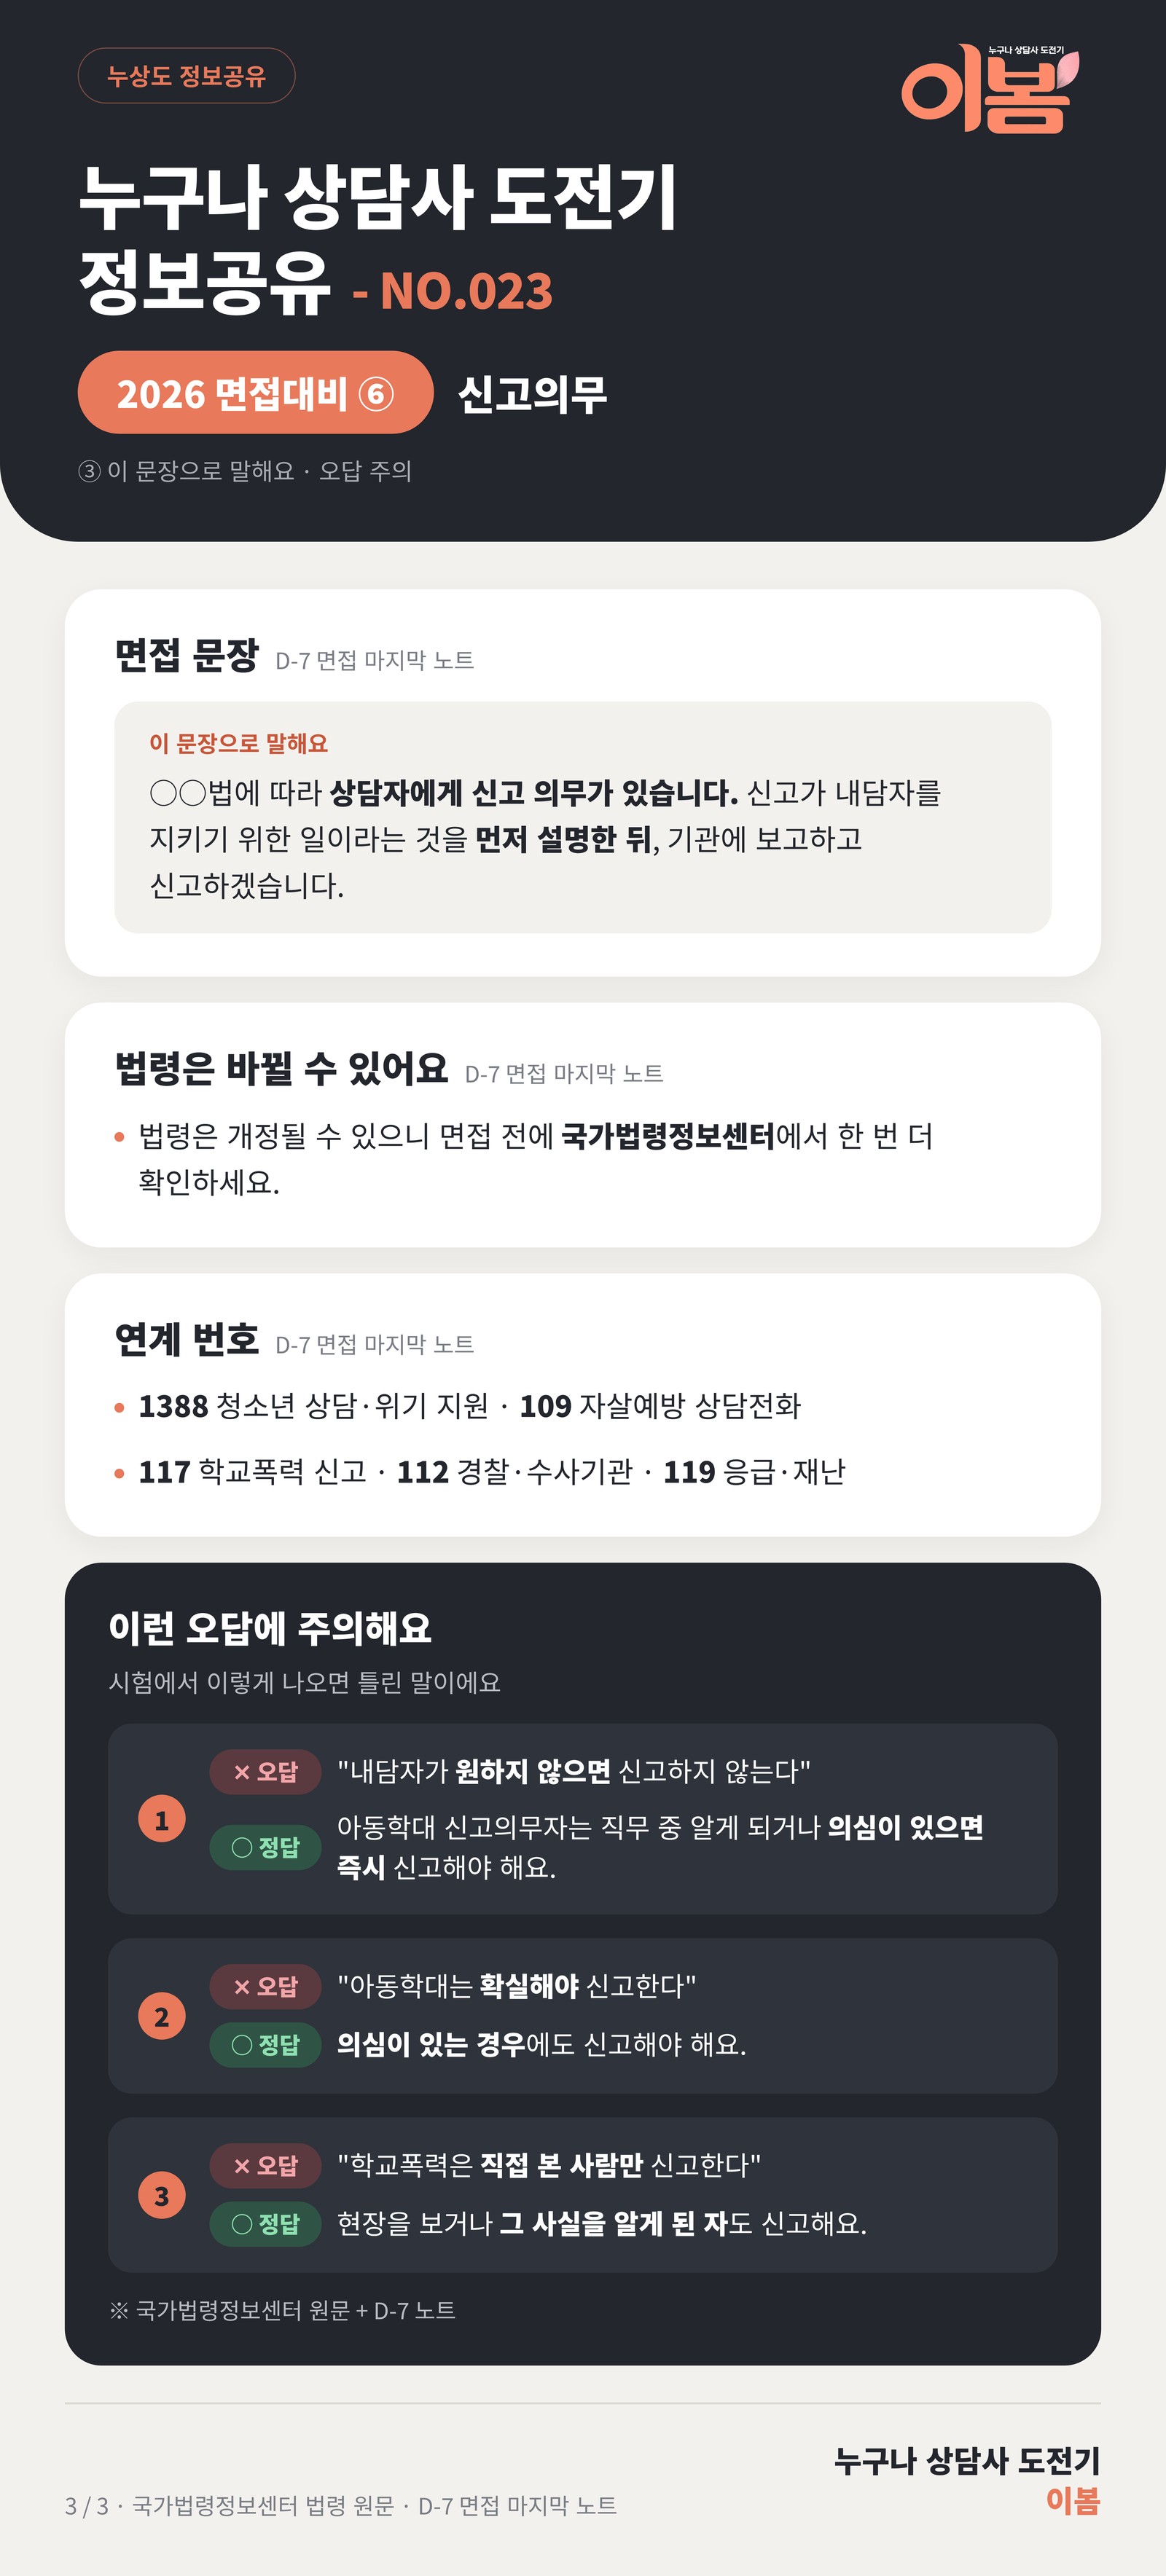 누상도 정보공유
누구나 상담사 도전기
이봄
누구나 상담사 도전기
정보공유 - NO.023
2026 면접대비 ⑥ 신고의무
③ 이 문장으로 말해요 · 오답 주의
면접 문장 D-7 면접 마지막 노트
이 문장으로 말해요
○○법에 따라 상담자에게 신고 의무가 있습니다. 신고가 내담자를
지키기 위한 일이라는 것을 먼저 설명한 뒤, 기관에 보고하고
신고하겠습니다.
법령은 바뀔 수 있어요 D-7 면접 마지막 노트
• 법령은 개정될 수 있으니 면접 전에 국가법령정보센터에서 한 번 더
확인하세요.
연계 번호 D-7 면접 마지막 노트
• 1388 청소년 상담·위기 지원 · 109 자살예방 상담전화
• 117 학교폭력 신고 · 112 경찰·수사기관 · 119 응급·재난
이런 오답에 주의해요
시험에서 이렇게 나오면 틀린 말이에요
1
✕ 오답 "내담자가 원하지 않으면 신고하지 않는다"
○ 정답 아동학대 신고의무자는 직무 중 알게 되거나 의심이 있으면
즉시 신고해야 해요.
2
✕ 오답 "아동학대는 확실해야 신고한다"
○ 정답 의심이 있는 경우에도 신고해야 해요.
3
✕ 오답 "학교폭력은 직접 본 사람만 신고한다"
○ 정답 현장을 보거나 그 사실을 알게 된 자도 신고해요.
※ 국가법령정보센터 원문 + D-7 노트
누구나 상담사 도전기
3 / 3 · 국가법령정보센터 법령 원문 · D-7 면접 마지막 노트
이봄